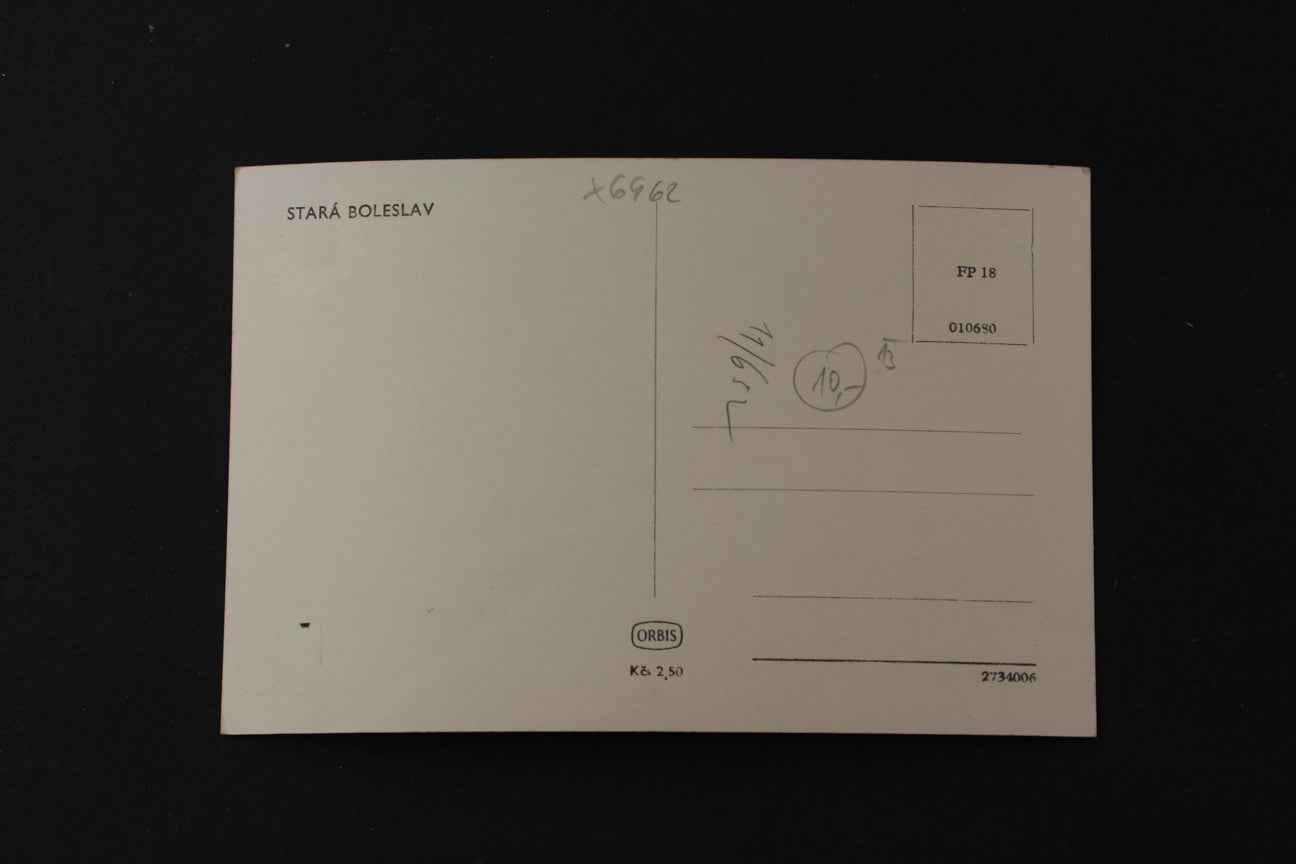 STARÁ BOLESLAV
x6962
FP 18
010680
10,-
ORBIS
Kčs 2,50
2734006